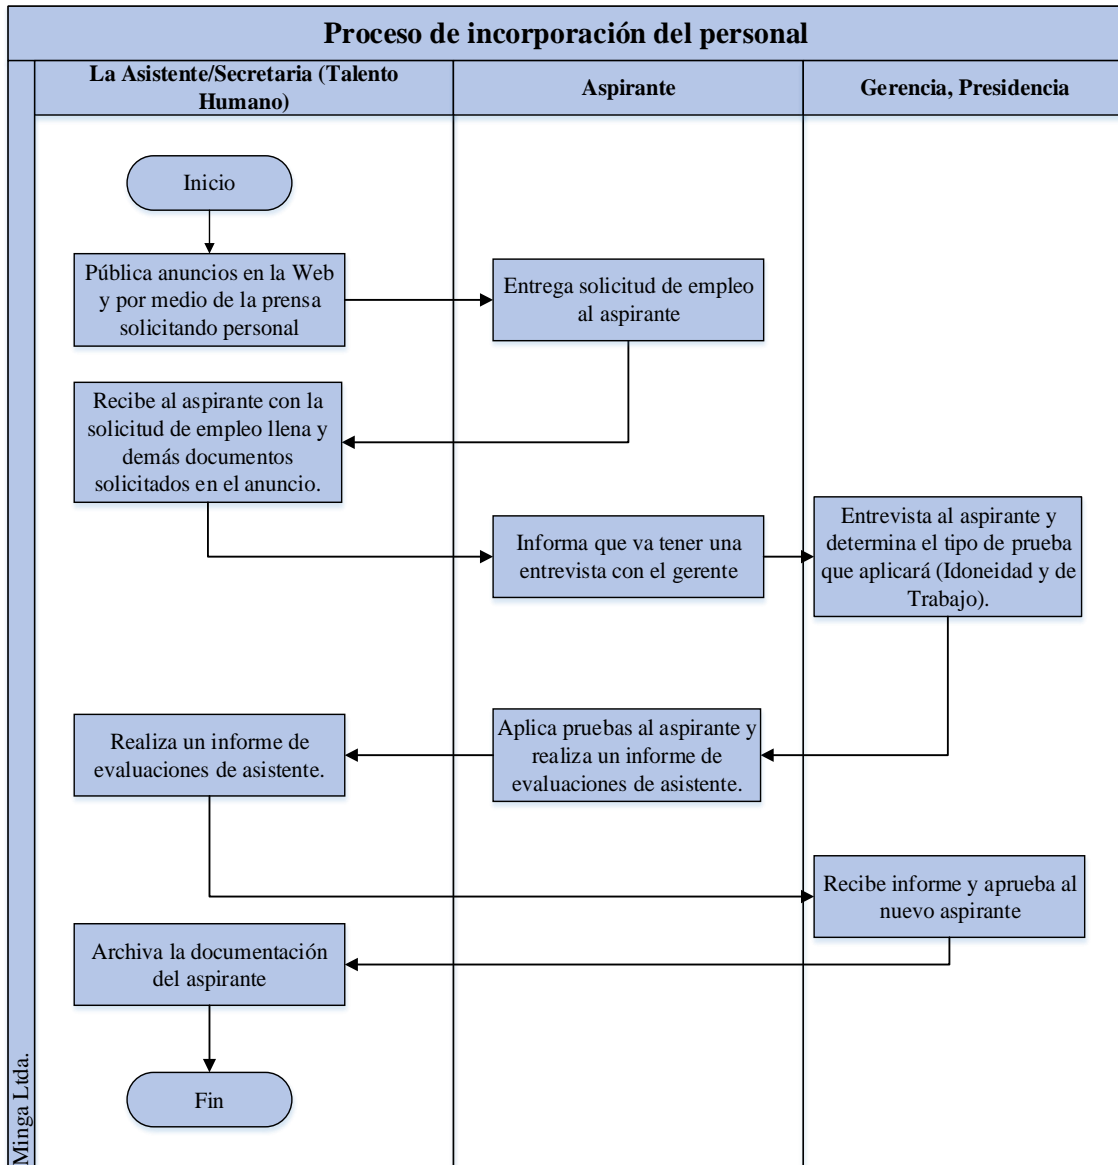 Proceso de incorporación del personal
La Asistente/Secretaria (Talento
Humano)
Aspirante
Gerencia, Presidencia
Inicio
Pública anuncios en la Web
y por medio de la prensa
solicitando personal
Entrega solicitud de empleo
al aspirante
Recibe al aspirante con la
solicitud de empleo llena y
demás documentos
solicitados en el anuncio.
Informa que va tener una
entrevista con el gerente
Entrevista al aspirante y
determina el tipo de prueba
que aplicará (Idoneidad y de
Trabajo).
Aplica pruebas al aspirante y
realiza un informe de
evaluaciones de asistente.
Realiza un informe de
evaluaciones de asistente.
Recibe informe y aprueba al
nuevo aspirante
Archiva la documentación
del aspirante
Fin
Minga Ltda.